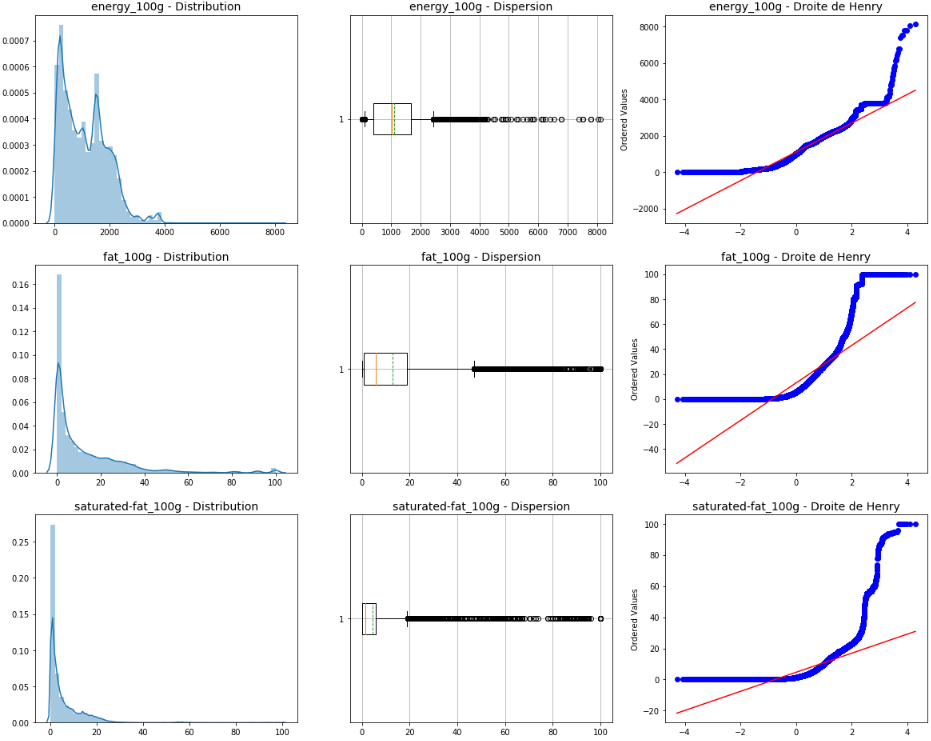 energy_100g - Distribution
energy_100g - Dispersion
energy_100g - Droite de Henry
0.0007
0.0006
0.0005
0.0004
0.0003
0.0002
0.0001
0.0000
0 2000 4000 6000 8000
1
0 1000 2000 3000 4000 5000 6000 7000 8000
Ordered Values
8000
6000
4000
2000
0
−2000
−4 −2 0 2 4
fat_100g - Distribution
fat_100g - Dispersion
fat_100g - Droite de Henry
0.16
0.14
0.12
0.10
0.08
0.06
0.04
0.02
0.00
0 20 40 60 80 100
1
0 20 40 60 80 100
Ordered Values
100
80
60
40
20
0
−20
−40
−4 −2 0 2 4
saturated-fat_100g - Distribution
saturated-fat_100g - Dispersion
saturated-fat_100g - Droite de Henry
0.25
0.20
0.15
0.10
0.05
0.00
0 20 40 60 80 100
1
0 20 40 60 80 100
Ordered Values
100
80
60
40
20
0
−20
−4 −2 0 2 4